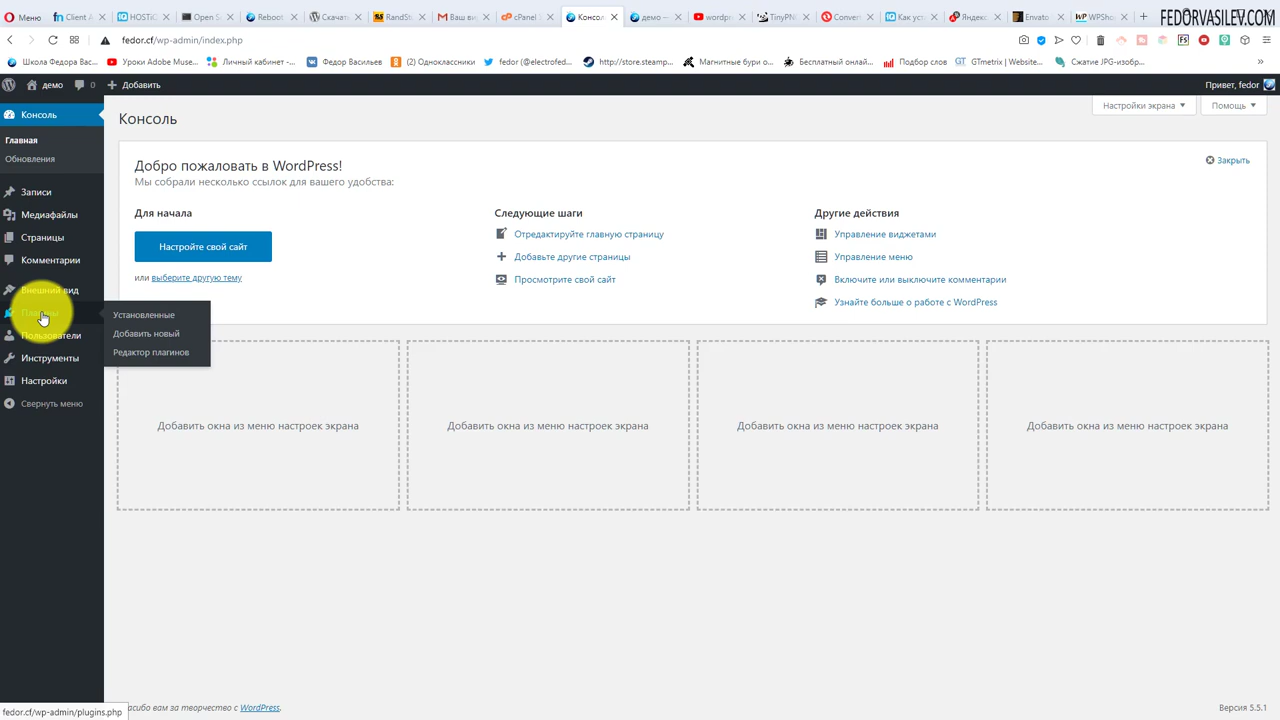 Меню
Client A
HOSTiC
Open S
Reboot
Скачать
RandSt
Ваш ви
cPanel
Консол
демо —
wordpr
TinyPN
Convert
Как уст
Яндекс
Envato
WPShop
FEDORVASILEV.COM
fedor.cf/wp-admin/index.php
Школа Федора Вас...
Уроки Adobe Muse...
Личный кабинет -...
Федор Васильев
(2) Одноклассники
fedor (@electrofed...
http://store.steamp...
Магнитные бури о...
Бесплатный онлай...
Подбор слов
GTmetrix | Website...
Сжатие JPG-изобр...
демо
0
Добавить
Привет, fedor
Консоль
Главная
Обновления
Записи
Медиафайлы
Страницы
Комментарии
Внешний вид
Плагины
Пользователи
Инструменты
Настройки
Свернуть меню
Установленные
Добавить новый
Редактор плагинов
Настройки экрана
Помощь
Консоль
Добро пожаловать в WordPress!
Мы собрали несколько ссылок для вашего удобства:
Закрыть
Для начала
Настройте свой сайт
или выберите другую тему
Следующие шаги
Отредактируйте главную страницу
Добавьте другие страницы
Просмотрите свой сайт
Другие действия
Управление виджетами
Управление меню
Включите или выключите комментарии
Узнайте больше о работе с WordPress
Добавить окна из меню настроек экрана
Добавить окна из меню настроек экрана
Добавить окна из меню настроек экрана
Добавить окна из меню настроек экрана
fedor.cf/wp-admin/plugins.php
асибо вам за творчество с WordPress.
Версия 5.5.1